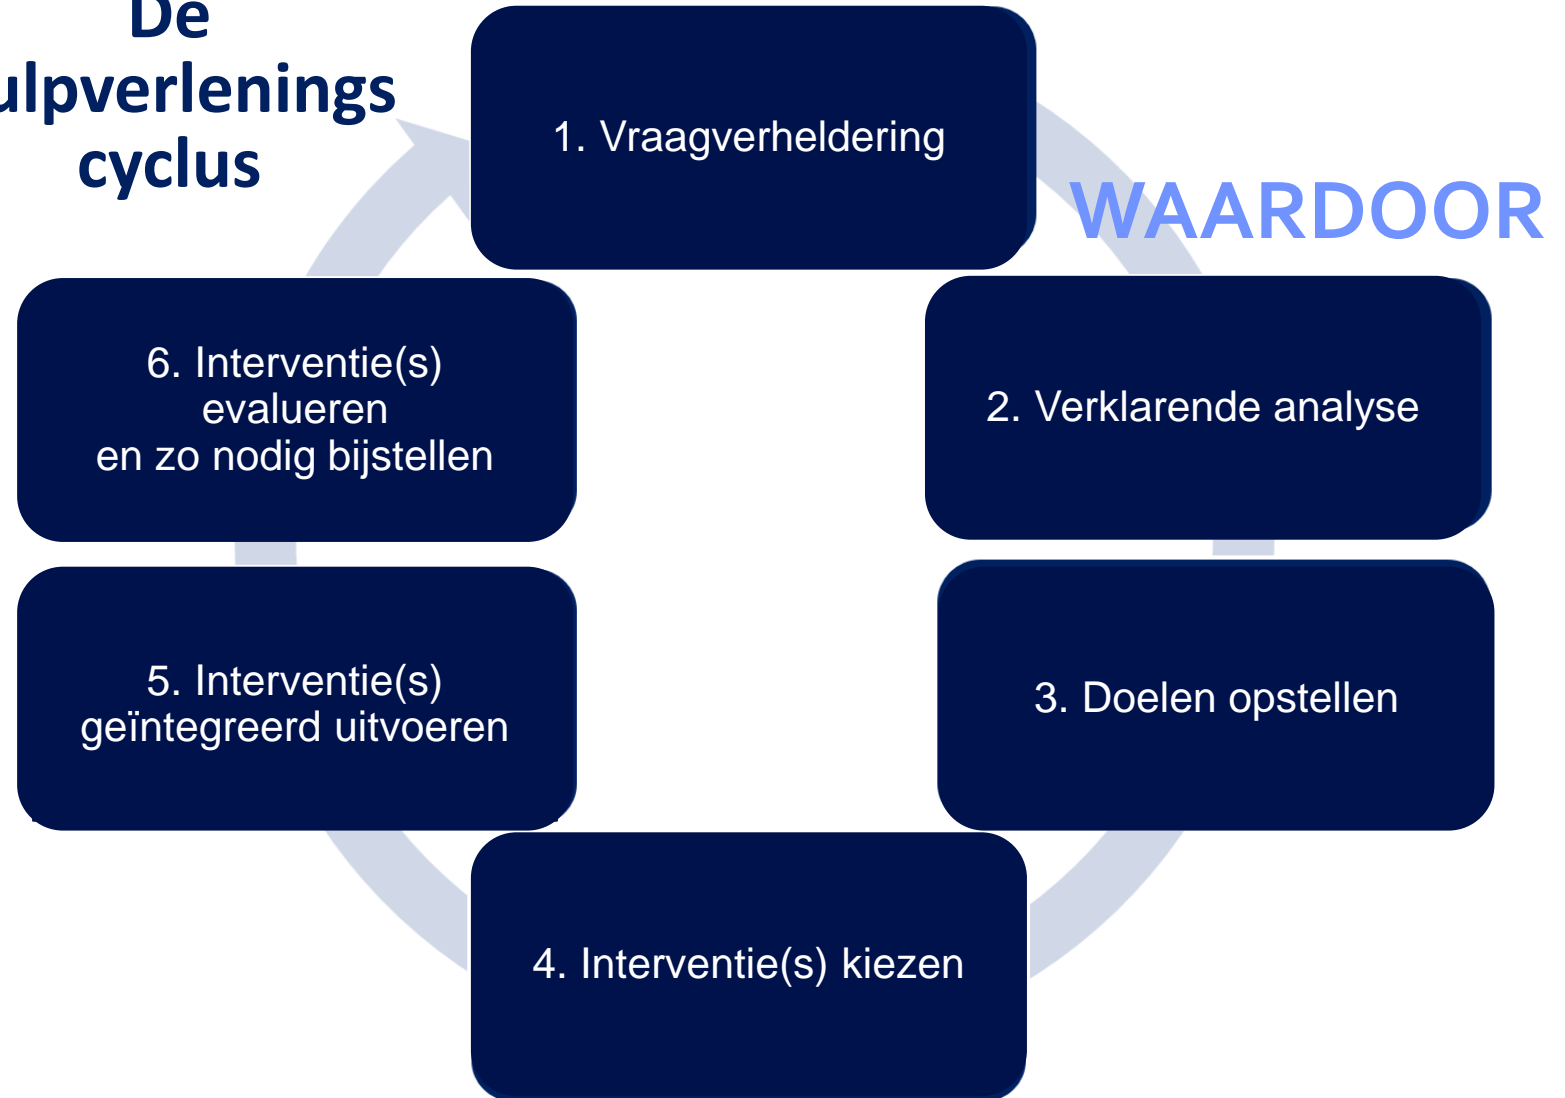 De
ulpverlenings
cyclus
1. Vraagverheldering
WAARDOOR
2. Verklarende analyse
3. Doelen opstellen
4. Interventie(s) kiezen
5. Interventie(s)
geïntegreerd uitvoeren
6. Interventie(s)
evalueren
en zo nodig bijstellen